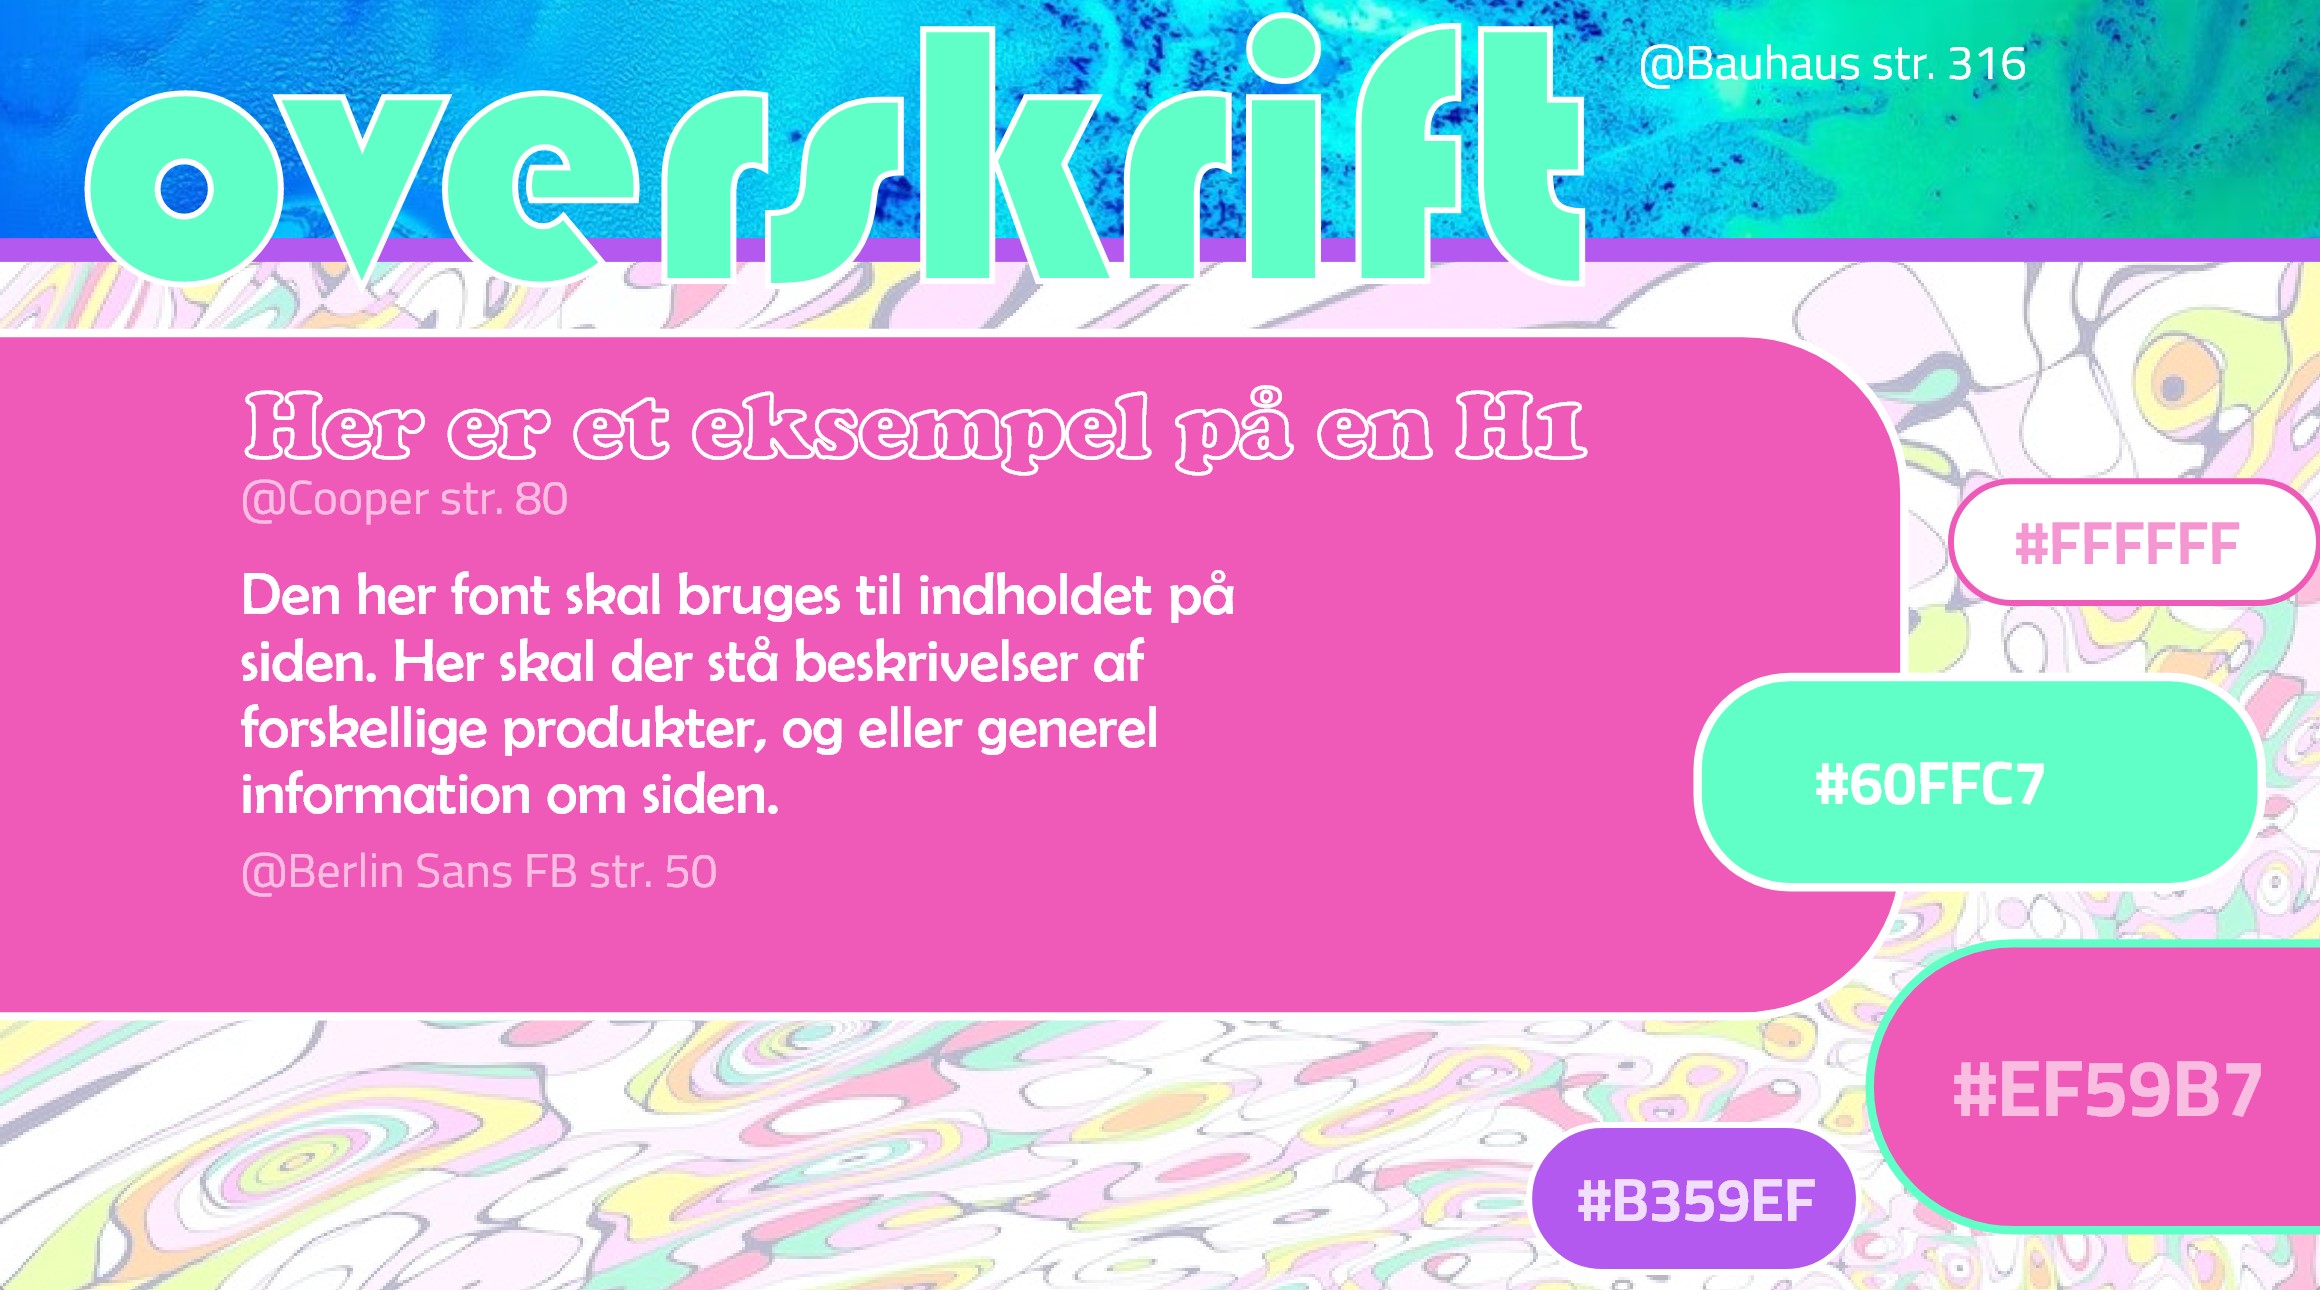 overskrift
@Bauhaus str. 316
Her er et eksempel på en H1
@Cooper str. 80
Den her font skal bruges til indholdet på
siden. Her skal der stå beskrivelser af
forskellige produkter, og eller generel
information om siden.
@Berlin Sans FB str. 50
#FFFFFF
#60FFC7
#EF59B7
#B359EF